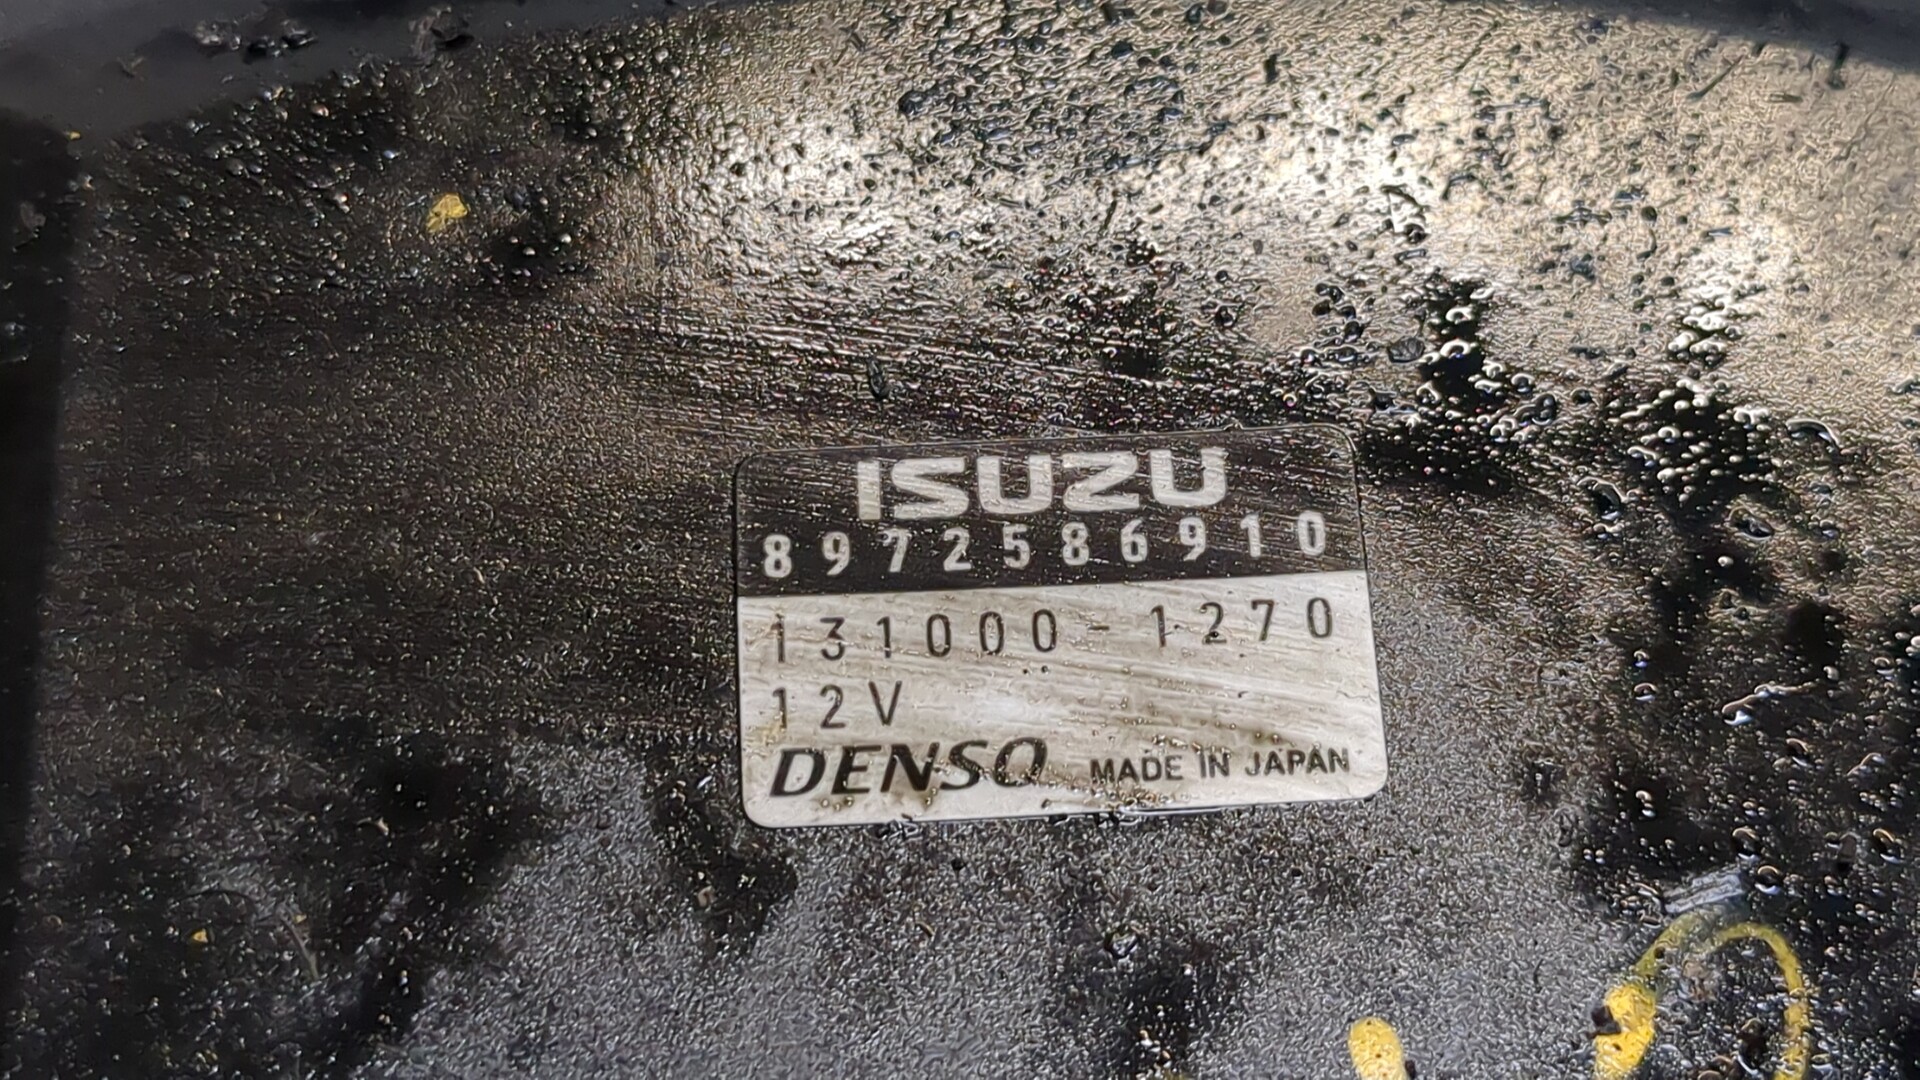 ISUZU
8972586910
131000-1270
12V
DENSO MADE IN JAPAN